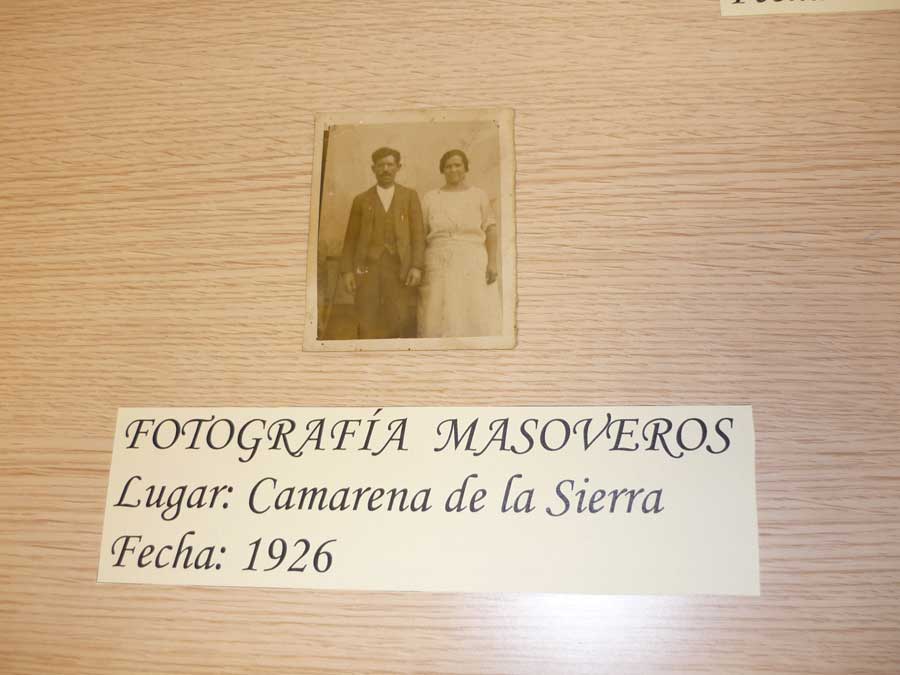 FOTOGRAFÍA MASOVEROS
Lugar: Camarena de la Sierra
Fecha: 1926